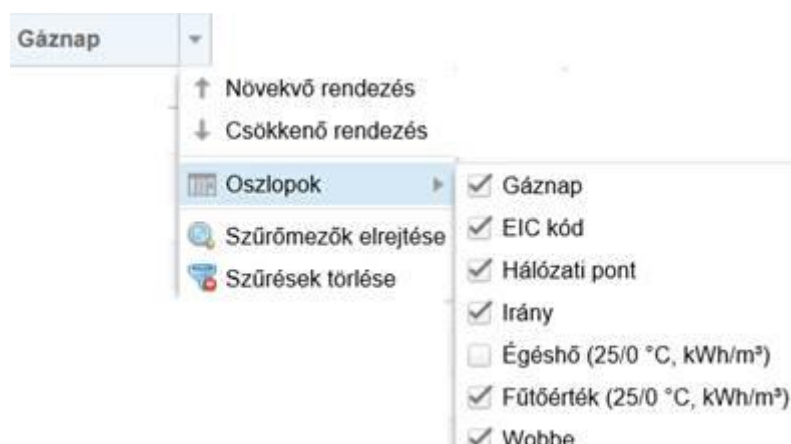 Gáznap
Növekvő rendezés
Csökkenő rendezés
Oszlopok
Szűrőmezők elrejtése
Szűrések törlése
Gáznap
EIC kód
Hálózati pont
Irány
Égéshő (25/0 °C, kWh/m³)
Fűtőérték (25/0 °C, kWh/m³)
Wobbe